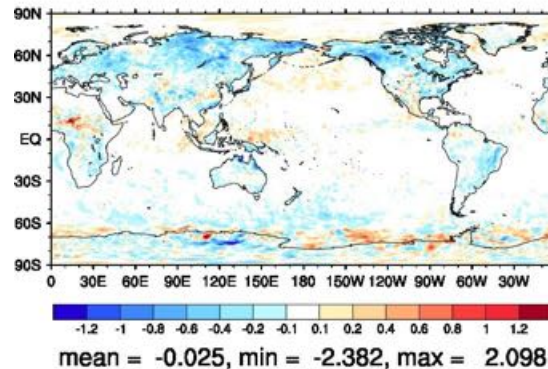 90N
60N
30N
EQ
30S
60S
90S
0 30E 60E 90E 120E 150E 180 150W 120W 90W 60W 30W
-1.2 -1 -0.8 -0.6 -0.4 -0.2 -0.1 0.1 0.2 0.4 0.6 0.8 1 1.2
mean = -0.025, min = -2.382, max = 2.098